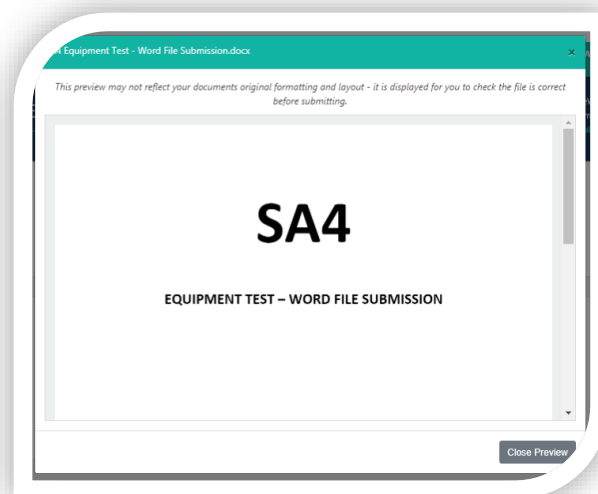 4 Equipment Test - Word File Submission.docx ×
This preview may not reflect your documents original formatting and layout - it is displayed for you to check the file is correct
before submitting.
SA4
EQUIPMENT TEST – WORD FILE SUBMISSION
Close Preview